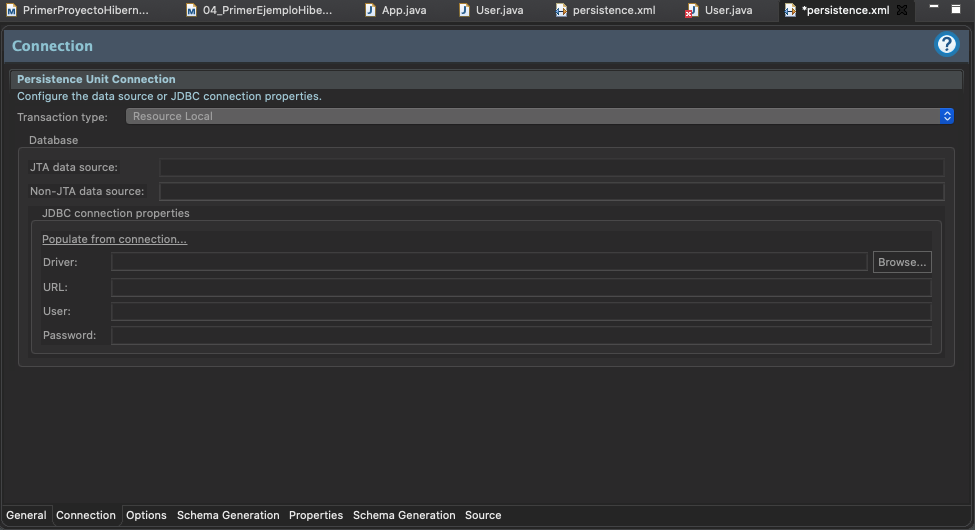 PrimerProyectoHibern... 04_PrimerEjemploHibe... App.java User.java persistence.xml User.java *persistence.xml
Connection
Persistence Unit Connection
Configure the data source or JDBC connection properties.
Transaction type: Resource Local
Database
JTA data source:
Non-JTA data source:
JDBC connection properties
Populate from connection...
Driver: Browse...
URL:
User:
Password:
General Connection Options Schema Generation Properties Schema Generation Source